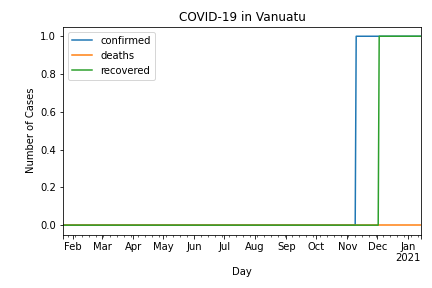 COVID-19 in Vanuatu
confirmed
deaths
recovered
Number of Cases
1.0
0.8
0.6
0.4
0.2
0.0
Feb Mar Apr May Jun Jul Aug Sep Oct Nov Dec Jan
2021
Day